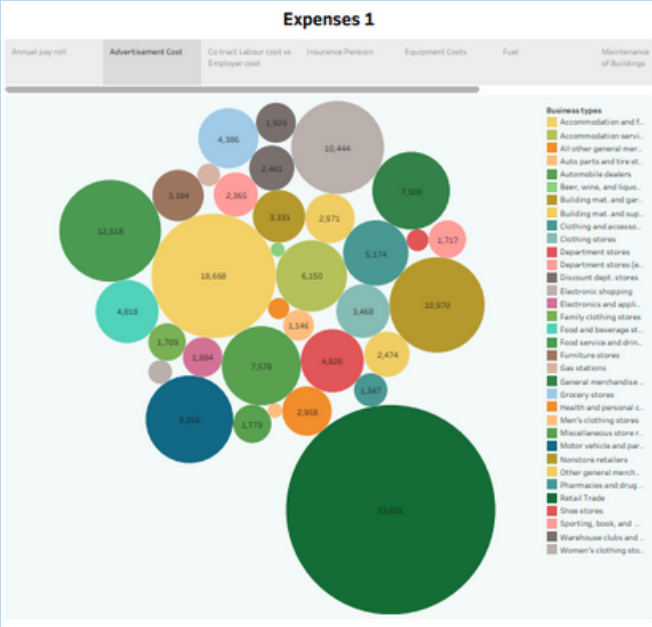 Expenses 1
Annual pay roll
Advertisement Cost
Co tract Labour cost vs
Employer cost
Insurance Pension
Equipment Costs
Fuel
Maintenance
of Buildings
1,929
4,386
10,444
2,461
3,194
2,365
7,300
3,331
2,971
12,518
5,174
1,717
18,668
6,150
10,970
4,818
3,468
1,146
1,709
1,894
7,578
4,826
2,474
1,347
9,266
1,773
2,958
Business types
Accommodation and f..
Accommodation servi..
All other general mer..
Auto parts and tire st..
Automobile dealers
Beer, wine, and liquo..
Building mat. and gar..
Building mat. and sup..
Clothing and accesso..
Clothing stores
Department stores
Department stores (e..
Discount dept. stores
Electronic shopping
Electronics and appli..
Family clothing stores
Food and beverage st..
Food service and drin..
Furniture stores
Gas stations
General merchandise ..
Grocery stores
Health and personal c..
Men's clothing stores
Miscellaneous store r..
Motor vehicle and par..
Nonstore retailers
Other general merch..
Pharmacies and drug..
Retail Trade
Shoe stores
Sporting, book, and ..
Warehouse clubs and ..
Women's clothing sto..